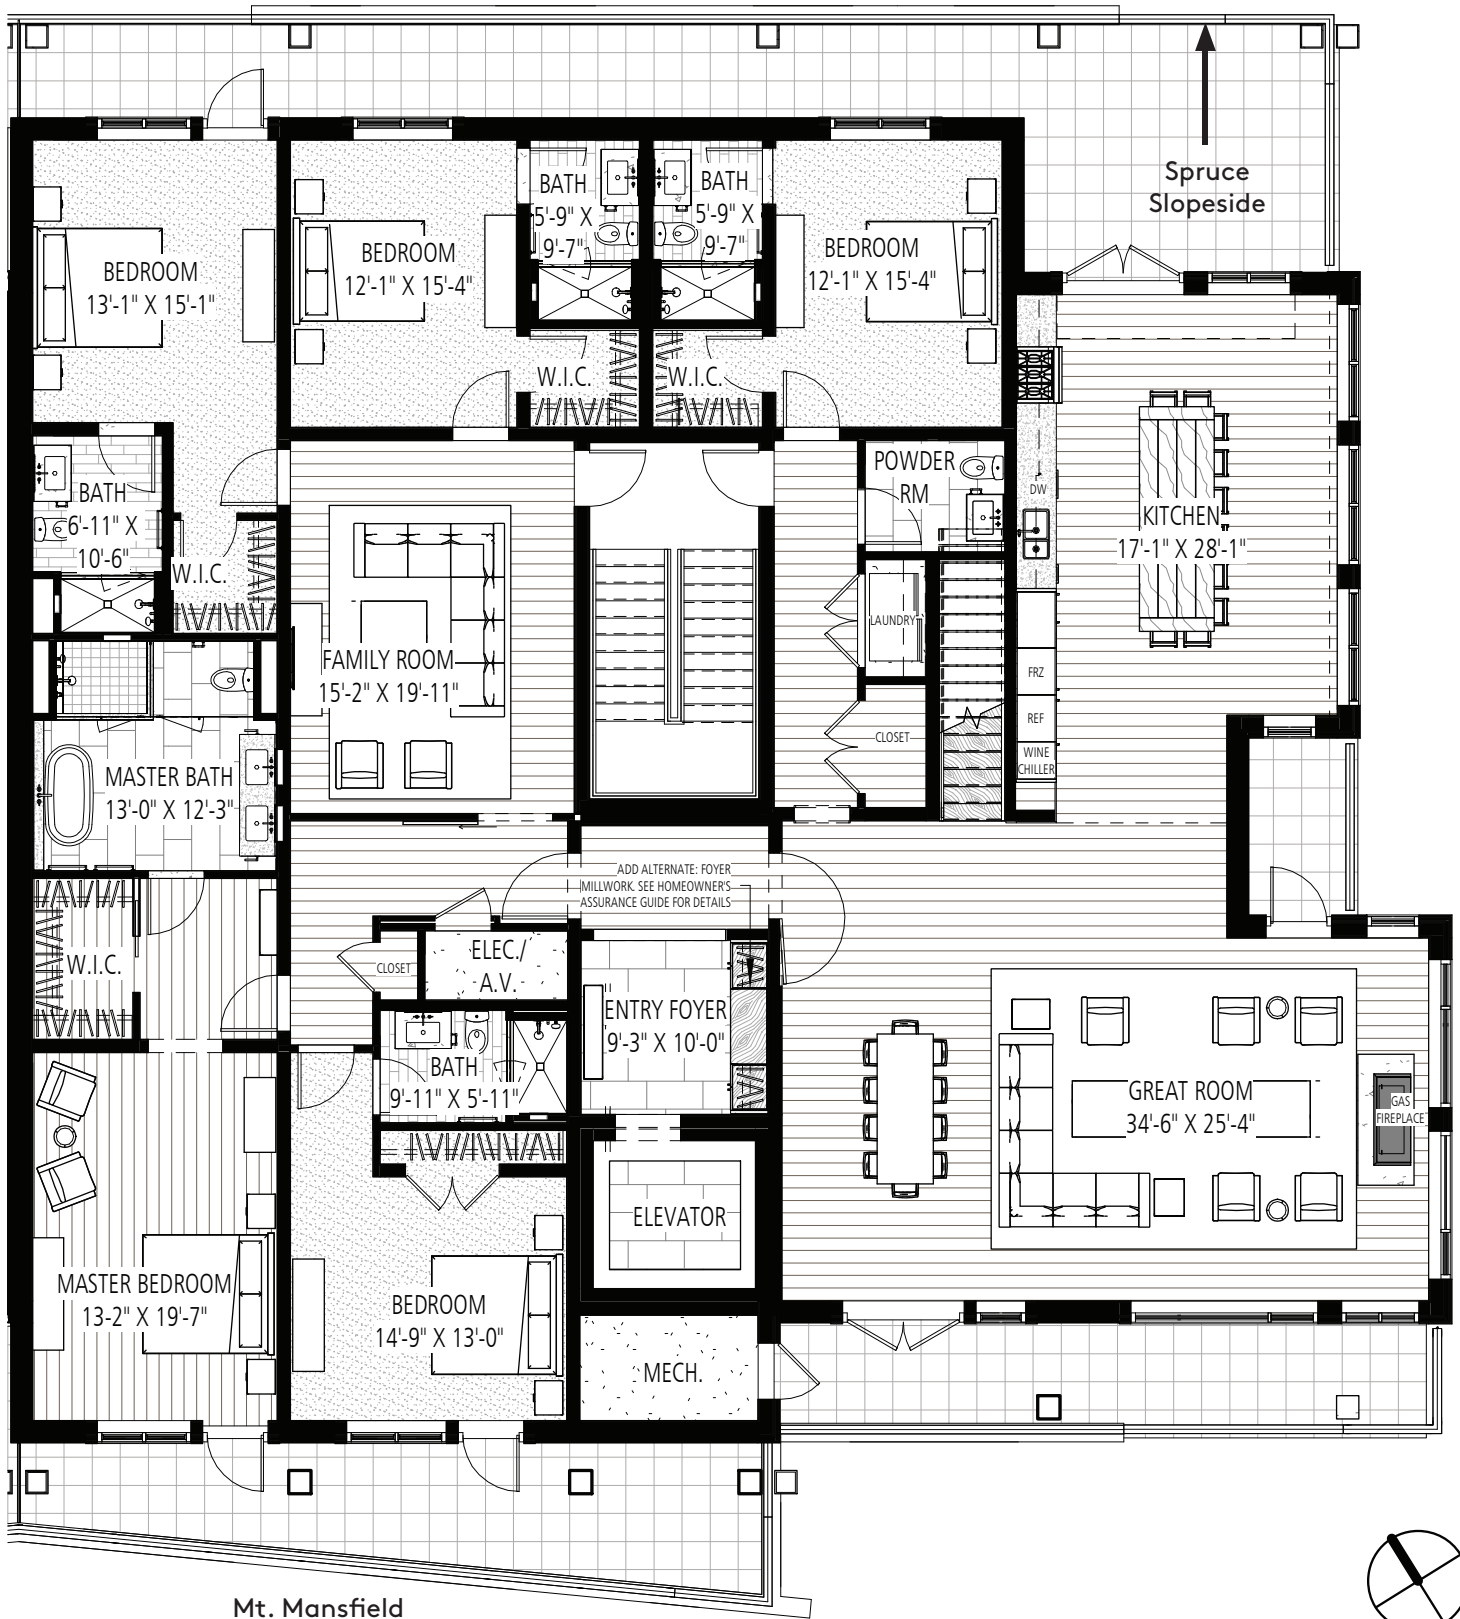 Spruce
Slopeside
BEDROOM
13'-1" X 15'-1"
BEDROOM
12'-1" X 15'-4"
BATH
5'-9" X
9'-7"
BATH
5'-9" X
9'-7"
BEDROOM
12'-1" X 15'-4"
W.I.C.
W.I.C.
BATH
6'-11" X
10'-6"
W.I.C.
POWDER
RM
DW
KITCHEN
17'-1" X 28'-1"
LAUNDRY
FAMILY ROOM
15'-2" X 19'-11"
FRZ
REF
WINE
CHILLER
CLOSET
MASTER BATH
13'-0" X 12'-3"
ADD ALTERNATE: FOYER
MILLWORK. SEE HOMEOWNER'S
ASSURANCE GUIDE FOR DETAILS
W.I.C.
CLOSET
ELEC./
A.V.
ENTRY FOYER
9'-3" X 10'-0"
BATH
9'-11" X 5'-11"
GREAT ROOM
34'-6" X 25'-4"
GAS
FIREPLACE
ELEVATOR
MASTER BEDROOM
13-2" X 19'-7"
BEDROOM
14'-9" X 13'-0"
MECH.
Mt. Mansfield